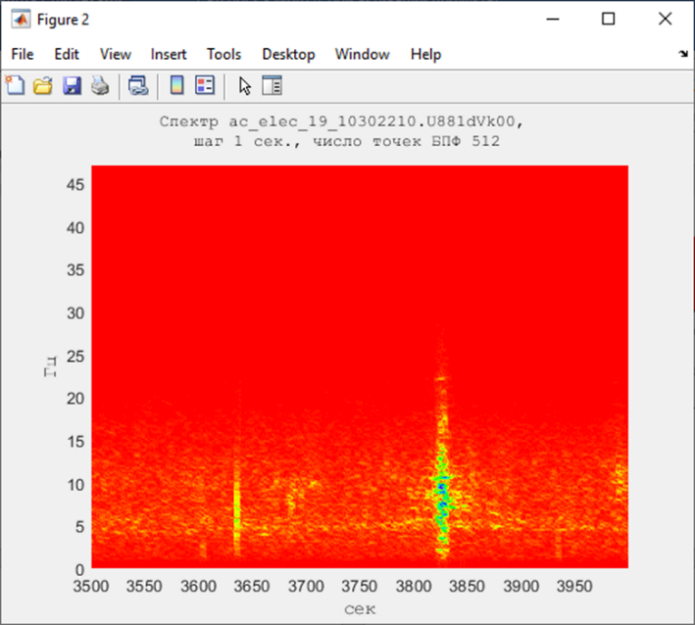 Figure 2
File Edit View Insert Tools Desktop Window Help
Спектр ac_elec_19_10302210.U881dVk00,
шаг 1 сек., число точек БПФ 512
45
40
35
30
25
Гц
20
15
10
5
0
3500 3550 3600 3650 3700 3750 3800 3850 3900 3950
сек